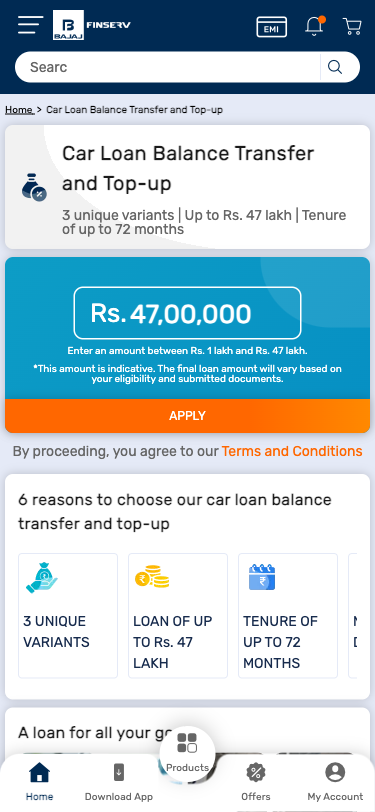 BAJAJ
FINSERV
EMI
Searc
Home > Car Loan Balance Transfer and Top-up
Car Loan Balance Transfer
and Top-up
3 unique variants | Up to Rs. 47 lakh | Tenure
of up to 72 months
Rs. 47,00,000
Enter an amount between Rs. 1 lakh and Rs. 47 lakh.
*This amount is indicative. The final loan amount will vary based on
your eligibility and submitted documents.
APPLY
By proceeding, you agree to our Terms and Conditions
6 reasons to choose our car loan balance
transfer and top-up
3 UNIQUE
VARIANTS
LOAN OF UP
TO Rs. 47
LAKH
TENURE OF
UP TO 72
MONTHS
A loan for all your
Home
Download App
Products
Offers
My Account